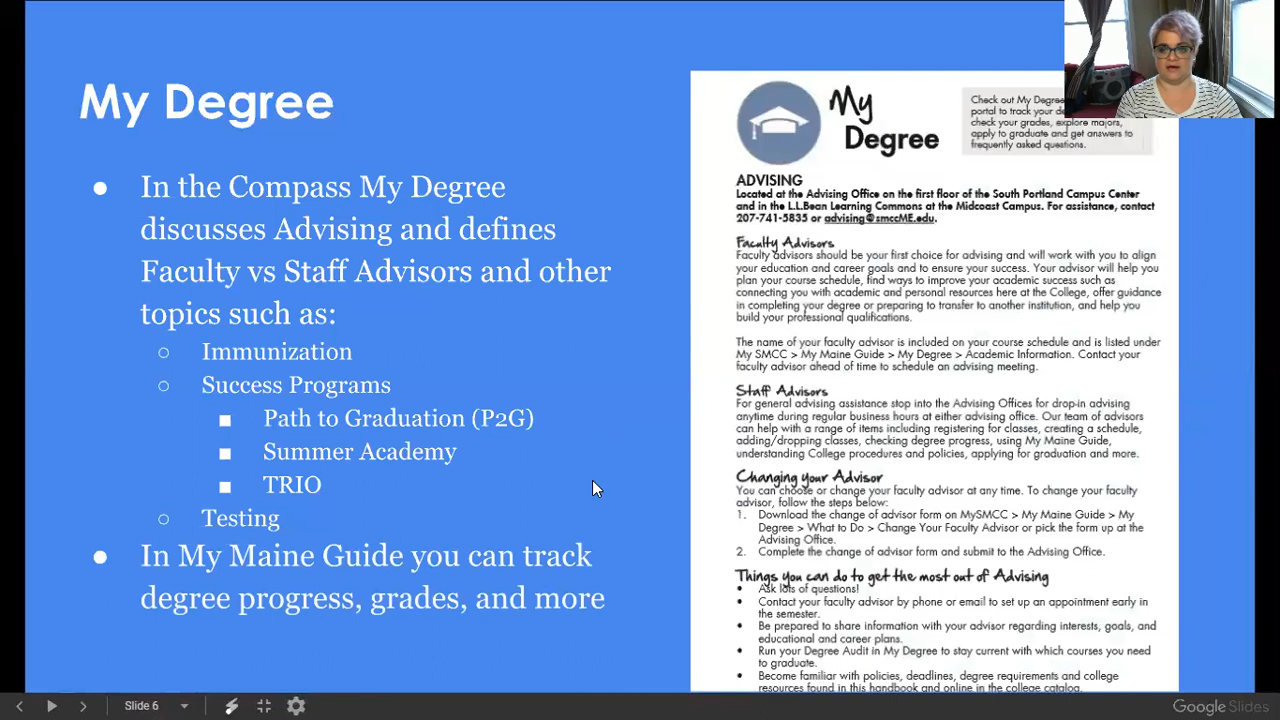 My Degree
● In the Compass My Degree
discusses Advising and defines
Faculty vs Staff Advisors and other
topics such as:
○ Immunization
○ Success Programs
■ Path to Graduation (P2G)
■ Summer Academy
■ TRIO
○ Testing
● In My Maine Guide you can track
degree progress, grades, and more
My
Degree
Check out My Degree
portal to track your
check your grades, explore majors,
apply to graduate and get answers to
frequently asked questions.
ADVISING
Located at the Advising Office on the first floor of the South Portland Campus Center
and in the L.L.Bean Learning Commons at the Midcoast Campus. For assistance, contact
207-741-5835 or advising@smccME.edu.
Faculty Advisors
Faculty advisors should be your first choice for advising and will work with you to align
your education and career goals and to ensure your success. Your advisor will help you
plan your course schedule, find ways to improve your academic success such as
connecting you with academic and personal resources here at the College, offer guidance
in completing your degree or preparing to transfer to another institution, and help you
build your professional qualifications.
The name of your faculty advisor is included on your course schedule and is listed under
My SMCC > My Maine Guide > My Degree > Academic Information. Contact your
faculty advisor ahead of time to schedule an advising meeting.
Staff Advisors
For general advising assistance stop into the Advising Offices for drop-in advising
anytime during regular business hours at either advising office. Our team of advisors
can help with a range of items including registering for classes, creating a schedule,
adding/dropping classes, checking degree progress, using My Maine Guide,
understanding College procedures and policies, applying for graduation and more.
Changing your Advisor
You can choose or change your faculty advisor at any time. To change your faculty
advisor, follow the steps below:
1. Download the change of advisor form on MySMCC > My Maine Guide > My
Degree > What to Do > Change Your Faculty Advisor or pick the form up at the
Advising Office.
2. Complete the change of advisor form and submit to the Advising Office.
Things you can do to get the most out of Advising
• Ask lots of questions!
• Contact your faculty advisor by phone or email to set up an appointment early in
the semester.
• Be prepared to share information with your advisor regarding interests, goals, and
educational and career plans.
• Run your Degree Audit in My Degree to stay current with which courses you need
to graduate.
• Become familiar with policies, deadlines, degree requirements and college
resources found in this handbook and online in the college catalog.
Slide 6
Google Slides